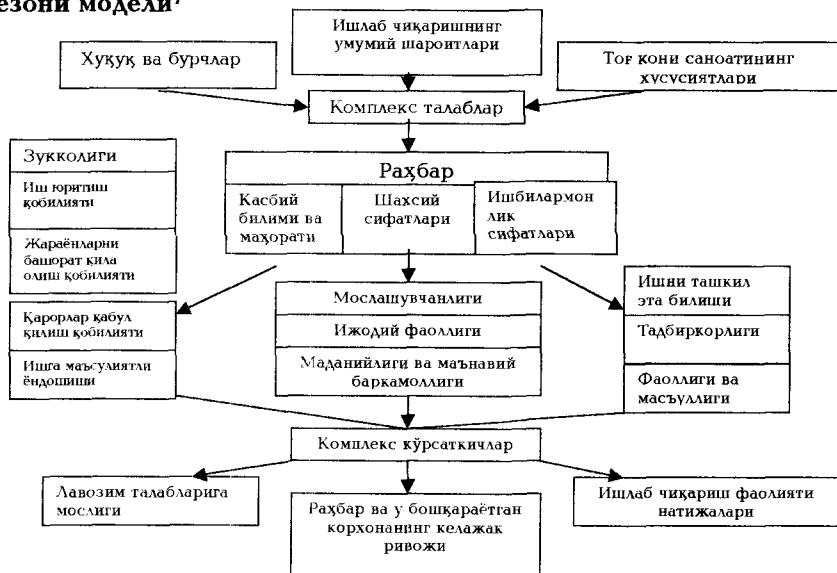 езони модели
Ишлаб чиқаришнинг
умумий шароитлари
Ҳуқуқ ва бурчлар
Тоғ кони саноатининг
хусусиятлари
Комплекс талаблар
Зукколиги
Иш юритиш
қобилияти
Жараёнларни
башорат қила
олиш қобилияти
Қарорлар қабул
қилиш қобилияти
Ишга маъсулиятли
ёндошиши
Раҳбар
Касбий
билими ва
маҳорати
Шахсий
сифатлари
Ишбилармон
лик
сифатлари
Мослашувчанлиги
Ижодий фаоллиги
Маданийлиги ва маънавий
баркамоллиги
Ишни ташкил
эта билиши
Тадбиркорлиги
Фаоллиги ва
масъуллиги
Комплекс кўрсаткичлар
Лавозим талабларига
мослиги
Раҳбар ва у бошқараётган
корхонанинг келажак
ривожи
Ишлаб чиқариш фаолияти
натижалари